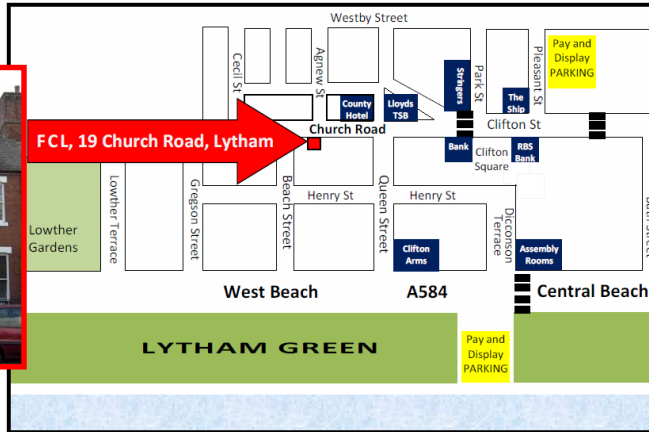 Westby Street
Cecil St
Agnew St
Stringers
Park St
Pleasant St
Pay and
Display
PARKING
The
Ship
County
Hotel
Lloyds
TSB
Clifton St
Church Road
FCL, 19 Church Road, Lytham
Bank
Clifton
Square
RBS
Bank
Lowther
Gardens
Lowther Terrace
Gregson Street
Beach Street
Henry St
Queen Street
Henry St
Dicconson
Terrace
Clifton
Arms
Assembly
Rooms
West Beach
A584
Central Beach
LYTHAM GREEN
Pay and
Display
PARKING